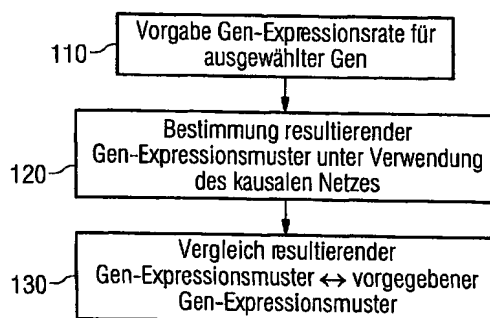 110
Vorgabe Gen-Expressionsrate für
ausgewählter Gen
120
Bestimmung resultierender
Gen-Expressionsmuster unter Verwendung
des kausalen Netzes
130
Vergleich resultierender
Gen-Expressionsmuster ↔ vorgegebener
Gen-Expressionsmuster